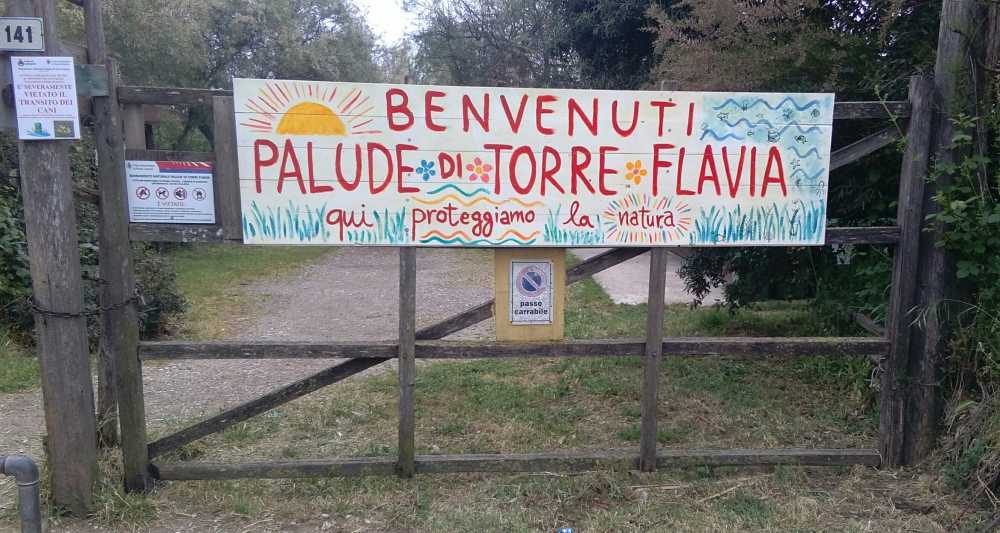 141
E' SEVERAMENTE
VIETATO IL
TRANSITO DEI
CANI
E' VIETATO:
BENVENUTI
PALUDE DI TORRE FLAVIA
qui proteggiamo la natura
passo
carrabile